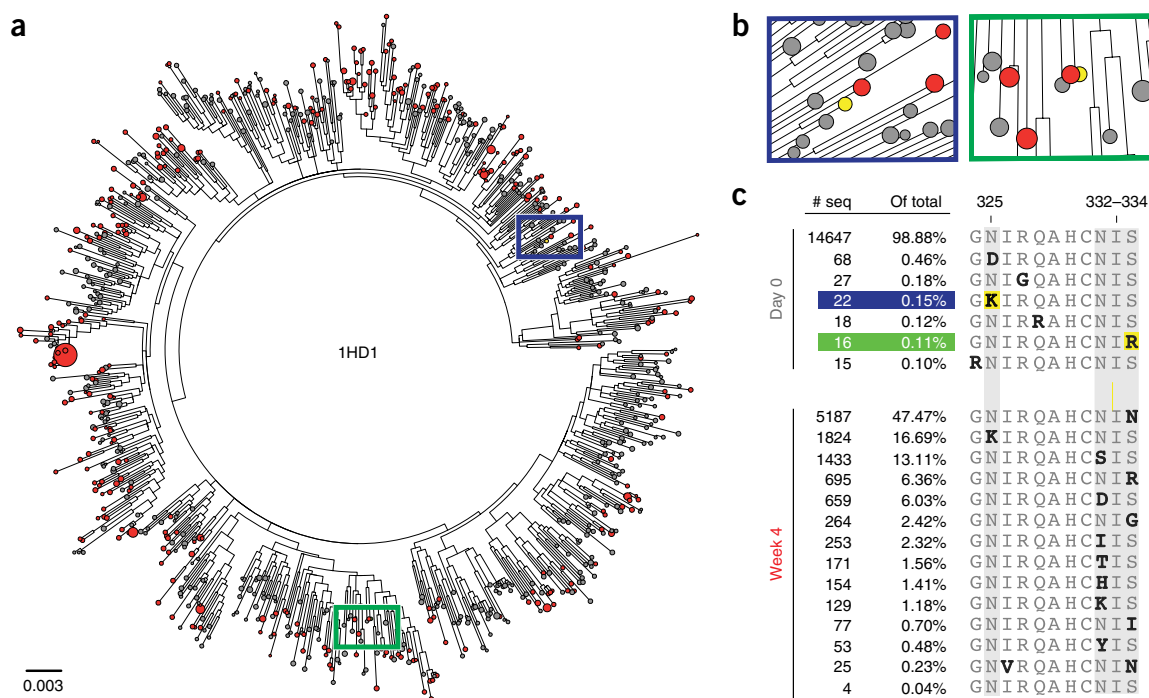 a
1HD1
0.003
b
c
# seq Of total 325 332–334
Day 0
14647 98.88% GNIRQAHCNIS
68 0.46% GDIRQAHCNIS
27 0.18% GNIGQAHCNIS
22 0.15% GKIRQAHCNIS
18 0.12% GNIRRAHCNIS
16 0.11% GNIRQAHCNIR
15 0.10% RNIRQAHCNIS
Week 4
5187 47.47% GNIRQAHCNIN
1824 16.69% GKIRQAHCNIS
1433 13.11% GNIRQAHCSIS
695 6.36% GNIRQAHCNIR
659 6.03% GNIRQAHCDIS
264 2.42% GNIRQAHCNIG
253 2.32% GNIRQAHCIIS
171 1.56% GNIRQAHCTIS
154 1.41% GNIRQAHCHIS
129 1.18% GNIRQAHCKIS
77 0.70% GNIRQAHCNII
53 0.48% GNIRQAHCYIS
25 0.23% GNVRQAHCNIN
4 0.04% GNIRQAHCNIS